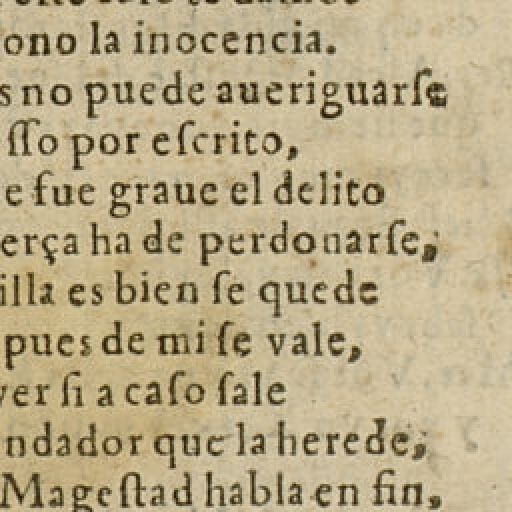 ono la inocencia.
s no puede aueriguarſe
ſſo por eſcrito,
e fue graue el delito
erça ha de perdonarſe,
illa es bien ſe quede
pues de mi ſe vale,
ver ſi a caſo ſale
ndador que la herede,
Mageſtad habla en fin,